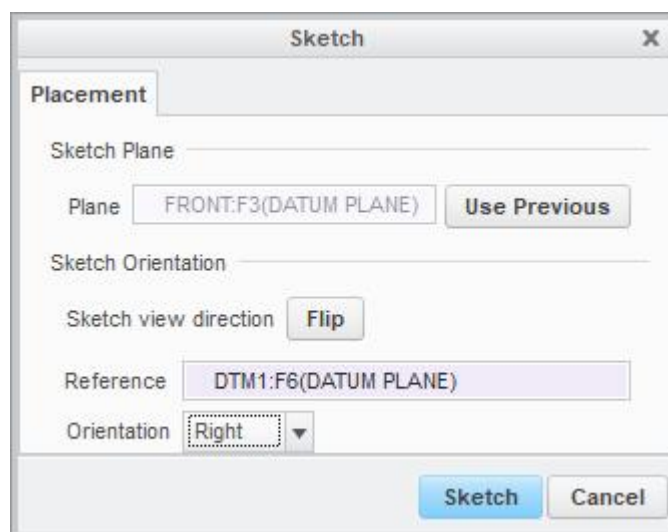 Sketch
Placement
Sketch Plane
Plane FRONT:F3(DATUM PLANE) Use Previous
Sketch Orientation
Sketch view direction Flip
Reference DTM1:F6(DATUM PLANE)
Orientation Right
Sketch Cancel